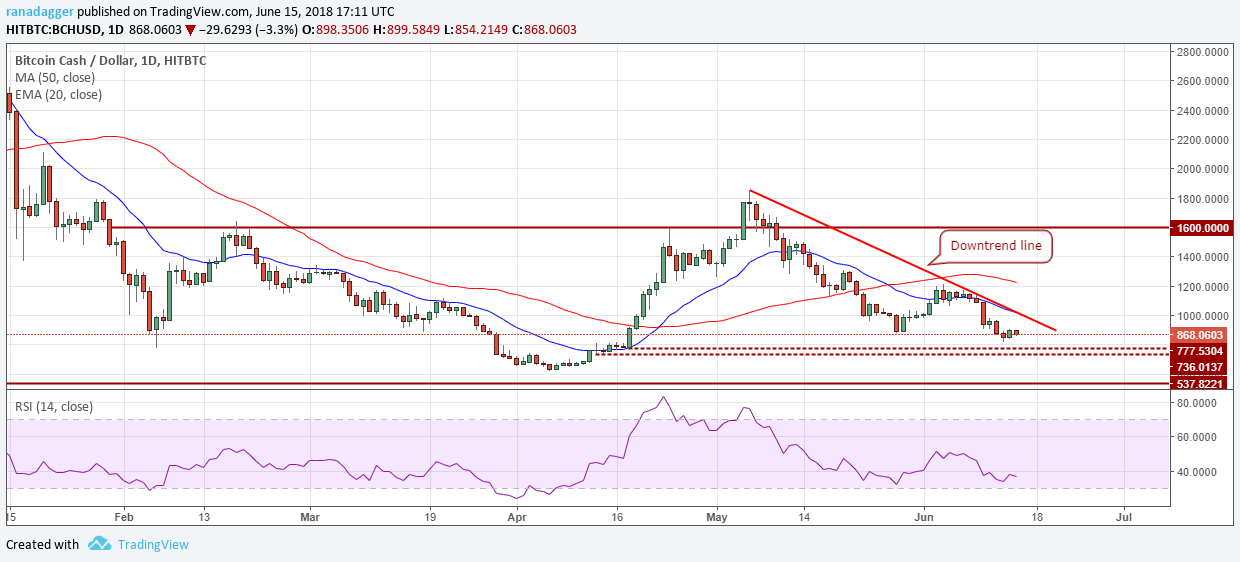 ranadagger published on TradingView.com, June 15, 2018 17:11 UTC
HITBTC:BCHUSD, 1D 868.0603 ▼ −29.6293 (−3.3%) O:898.3506 H:899.5849 L:854.2149 C:868.0603
Bitcoin Cash / Dollar, 1D, HITBTC
MA (50, close)
EMA (20, close)
2800.0000
2600.0000
2400.0000
2200.0000
2000.0000
1800.0000
1600.0000
Downtrend line
1400.0000
1200.0000
1000.0000
868.0603
777.5304
736.0137
537.8221
RSI (14, close)
80.0000
60.0000
40.0000
15 Feb 13 Mar 19 Apr 16 May 14 Jun 18 Jul
Created with TradingView